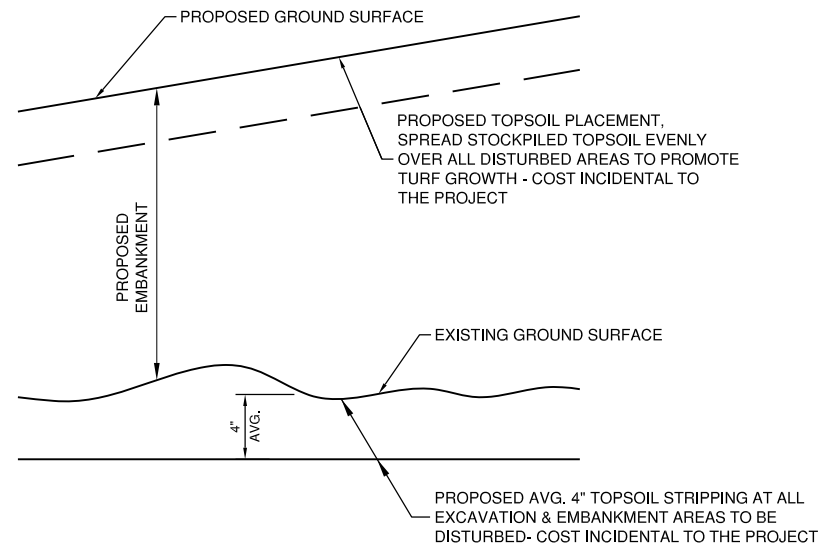 PROPOSED GROUND SURFACE
PROPOSED TOPSOIL PLACEMENT,
SPREAD STOCKPILED TOPSOIL EVENLY
OVER ALL DISTURBED AREAS TO PROMOTE
TURF GROWTH - COST INCIDENTAL TO
THE PROJECT
PROPOSED
EMBANKMENT
EXISTING GROUND SURFACE
4"
AVG.
PROPOSED AVG. 4" TOPSOIL STRIPPING AT ALL
EXCAVATION & EMBANKMENT AREAS TO BE
DISTURBED- COST INCIDENTAL TO THE PROJECT